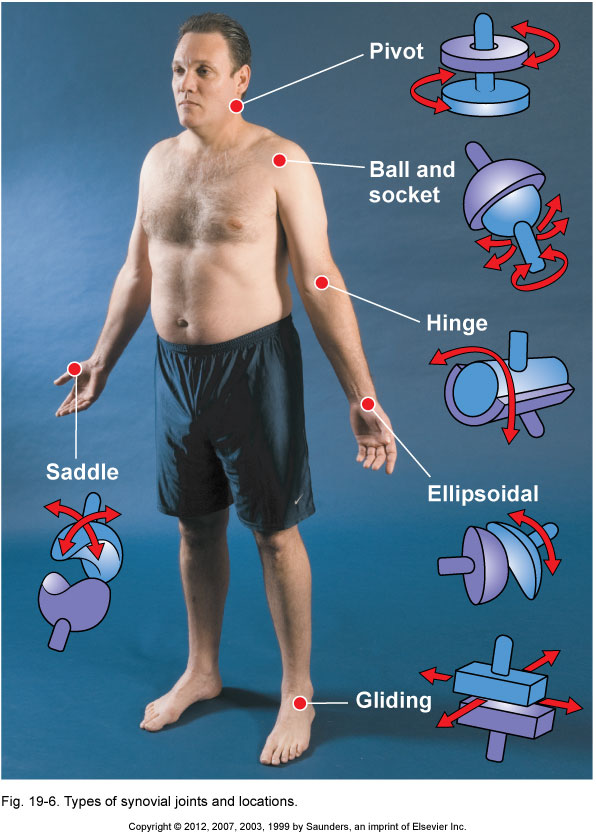 Pivot
Ball and
socket
Hinge
Saddle
Ellipsoidal
Gliding
Fig. 19-6. Types of synovial joints and locations.
Copyright © 2012, 2007, 2003, 1999 by Saunders, an imprint of Elsevier Inc.